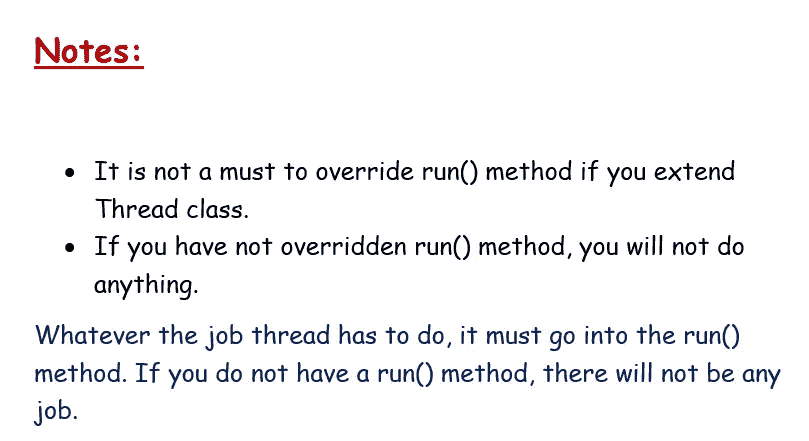 Notes:
• It is not a must to override run() method if you extend
Thread class.
• If you have not overridden run() method, you will not do
anything.
Whatever the job thread has to do, it must go into the run()
method. If you do not have a run() method, there will not be any
job.